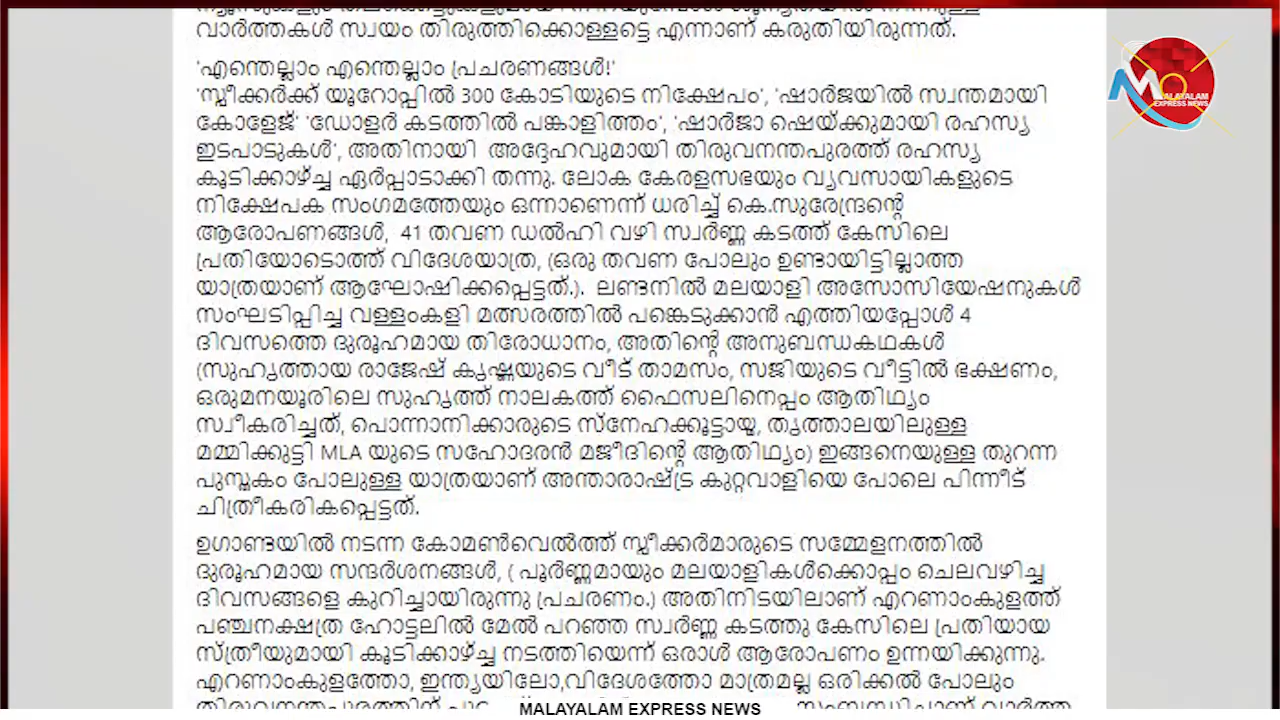 വാർത്തകൾ സ്വയം തിരുത്തിക്കൊള്ളട്ടെ എന്നാണ് കരുതിയിരുന്നത്.
'എന്തെല്ലാം എന്തെല്ലാം പ്രചരണങ്ങൾ!'
'സ്പീക്കർക്ക് യൂറോപ്പിൽ 300 കോടിയുടെ നിക്ഷേപം', 'ഷാർജയിൽ സ്വന്തമായി
കോളേജ്' 'ഡോളർ കടത്തിൽ പങ്കാളിത്തം', 'ഷാർജാ ഷെയ്ക്കുമായി രഹസ്യ
ഇടപാടുകൾ', അതിനായി അദ്ദേഹവുമായി തിരുവനന്തപുരത്ത് രഹസ്യ
കൂടിക്കാഴ്ച്ച ഏർപ്പാടാക്കി തന്നു. ലോക കേരളസഭയും വ്യവസായികളുടെ
നിക്ഷേപക സംഗമത്തേയും ഒന്നാണെന്ന് ധരിച്ച് കെ.സുരേന്ദ്രന്റെ
ആരോപണങ്ങൾ, 41 തവണ ഡൽഹി വഴി സ്വർണ്ണ കടത്ത് കേസിലെ
പ്രതിയോടൊത്ത് വിദേശയാത്ര, (ഒരു തവണ പോലും ഉണ്ടായിട്ടില്ലാത്ത
യാത്രയാണ് ആഘോഷിക്കപ്പെട്ടത്.). ലണ്ടനിൽ മലയാളി അസോസിയേഷനുകൾ
സംഘടിപ്പിച്ച വള്ളംകളി മത്സരത്തിൽ പങ്കെടുക്കാൻ എത്തിയപ്പോൾ 4
ദിവസത്തെ ദുരൂഹമായ തിരോധാനം, അതിന്റെ അനുബന്ധകഥകൾ
(സുഹൃത്തായ രാജേഷ് കൃഷ്ണയുടെ വീട് താമസം, സജിയുടെ വീട്ടിൽ ഭക്ഷണം,
ഒരുമനയൂരിലെ സുഹൃത്ത് നാലകത്ത് ഫൈസലിനെപ്പം ആതിഥ്യം
സ്വീകരിച്ചത്, പൊന്നാനിക്കാരുടെ സ്നേഹക്കൂട്ടായ്മ, തൃത്താലയിലുള്ള
മമ്മിക്കുട്ടി MLA യുടെ സഹോദരൻ മജീദിന്റെ ആതിഥ്യം) ഇങ്ങനെയുള്ള തുറന്ന
പുസ്തകം പോലുള്ള യാത്രയാണ് അന്താരാഷ്ട്ര കുറ്റവാളിയെ പോലെ പിന്നീട്
ചിത്രീകരികപ്പെട്ടത്.
ഉഗാണ്ടയിൽ നടന്ന കോമൺവെൽത്ത് സ്പീക്കർമാരുടെ സമ്മേളനത്തിൽ
ദുരൂഹമായ സന്ദർശനങ്ങൾ, ( പൂർണ്ണമായും മലയാളികൾക്കൊപ്പം ചെലവഴിച്ച
ദിവസങ്ങളെ കുറിച്ചായിരുന്നു പ്രചരണം.) അതിനിടയിലാണ് എറണാംകുളത്ത്
പഞ്ചനക്ഷത്ര ഹോട്ടലിൽ മേൽ പറഞ്ഞ സ്വർണ്ണ കടത്തു കേസിലെ പ്രതിയായ
സ്ത്രീയുമായി കൂടിക്കാഴ്ച്ച നടത്തിയെന്ന് ഒരാൾ ആരോപണം ഉന്നയിക്കുന്നു.
എറണാംകുളത്തോ, ഇന്ത്യയിലോ,വിദേശത്തോ മാത്രമല്ല ഒരിക്കൽ പോലും
MALAYALAM EXPRESS NEWS
MALAYALAM
EXPRESS NEWS